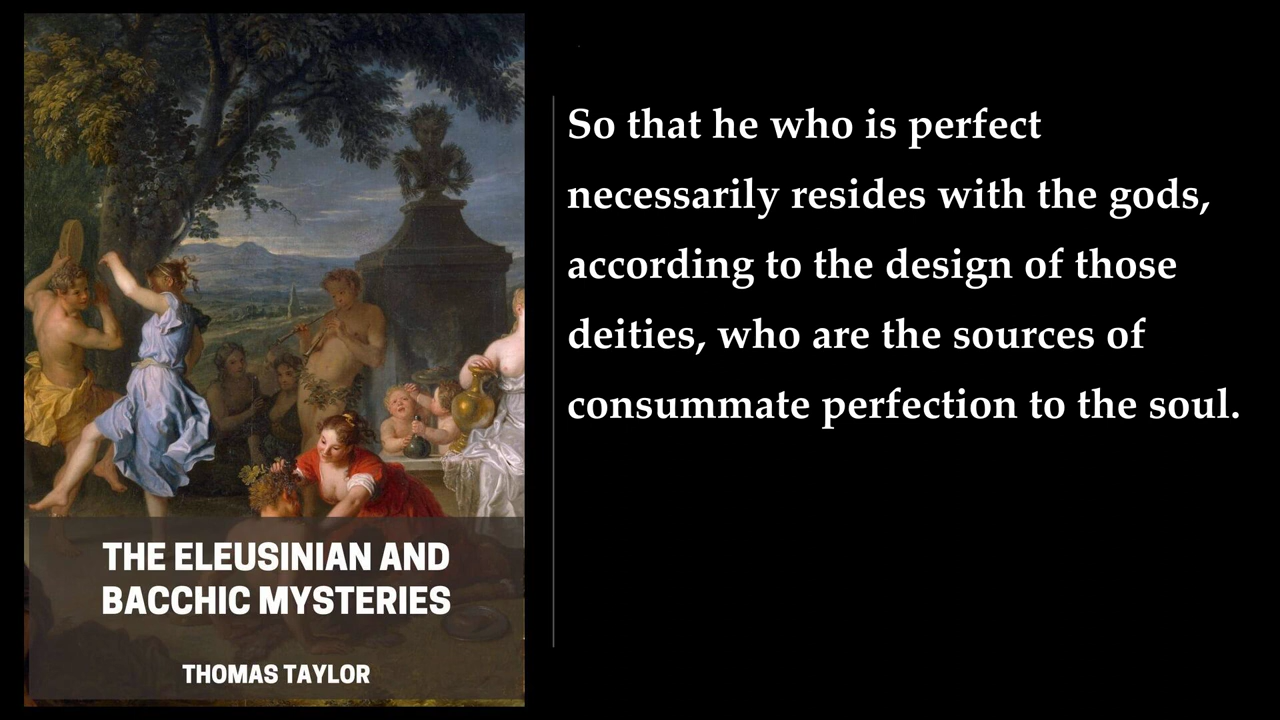 So that he who is perfect
necessarily resides with the gods,
according to the design of those
deities, who are the sources of
consummate perfection to the soul.
THE ELEUSINIAN AND
BACCHIC MYSTERIES
THOMAS TAYLOR